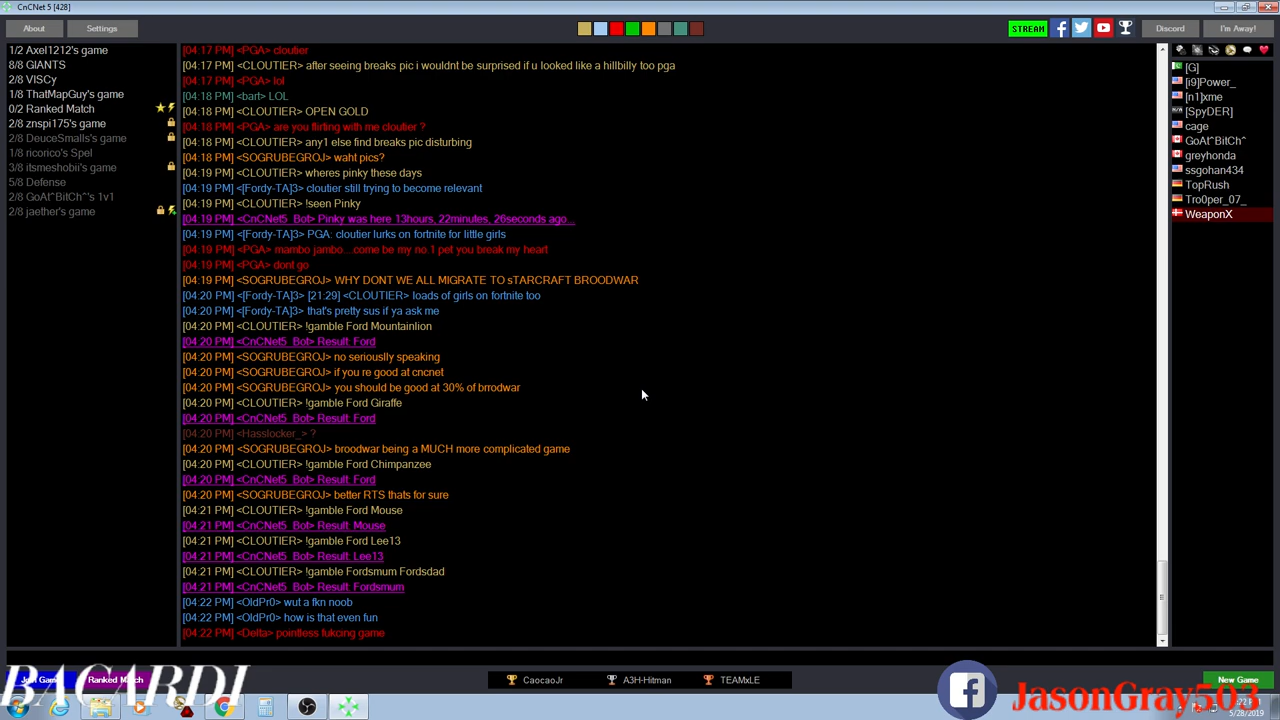 CnCNet 5 [428]
About
Settings
STREAM
Discord
I'm Away!
1/2 Axel1212's game
8/8 GIANTS
2/8 VISCy
1/8 ThatMapGuy's game
0/2 Ranked Match
2/8 znspi175's game
2/8 DeuceSmalls's game
1/8 ricorico's Spel
3/8 itsmeshobii's game
5/8 Defense
2/8 GoAt^BitCh^'s 1v1
2/8 jaether's game
[04:17 PM] <PGA> cloutier
[04:17 PM] <CLOUTIER> after seeing breaks pic i wouldnt be surprised if u looked like a hillbilly too pga
[04:17 PM] <PGA> lol
[04:18 PM] <bart> LOL
[04:18 PM] <CLOUTIER> OPEN GOLD
[04:18 PM] <PGA> are you flirting with me cloutier ?
[04:18 PM] <CLOUTIER> any1 else find breaks pic disturbing
[04:18 PM] <SOGRUBEGROJ> waht pics?
[04:19 PM] <CLOUTIER> wheres pinky these days
[04:19 PM] <[Fordy-TA]3> cloutier still trying to become relevant
[04:19 PM] <CLOUTIER> !seen Pinky
[04:19 PM] <CnCNet5_Bot> Pinky was here 13hours, 22minutes, 26seconds ago...
[04:19 PM] <[Fordy-TA]3> PGA: cloutier lurks on fortnite for little girls
[04:19 PM] <PGA> mambo jambo...come be my no 1 pet you break my heart
[04:19 PM] <PGA> dont go
[04:19 PM] <SOGRUBEGROJ> WHY DONT WE ALL MIGRATE TO sTARCRAFT BROODWAR
[04:20 PM] <[Fordy-TA]3> [21:29] <CLOUTIER> loads of girls on fortnite too
[04:20 PM] <[Fordy-TA]3> that's pretty sus if ya ask me
[04:20 PM] <CLOUTIER> !gamble Ford Mountainlion
[04:20 PM] <CnCNet5_Bot> Result: Ford
[04:20 PM] <SOGRUBEGROJ> no seriouslly speaking
[04:20 PM] <SOGRUBEGROJ> if you re good at cncnet
[04:20 PM] <SOGRUBEGROJ> you should be good at 30% of brrodwar
[04:20 PM] <CLOUTIER> !gamble Ford Giraffe
[04:20 PM] <CnCNet5_Bot> Result: Ford
[04:20 PM] <Hasslocker_> ?
[04:20 PM] <SOGRUBEGROJ> broodwar being a MUCH more complicated game
[04:20 PM] <CLOUTIER> !gamble Ford Chimpanzee
[04:20 PM] <CnCNet5_Bot> Result: Ford
[04:20 PM] <SOGRUBEGROJ> better RTS thats for sure
[04:21 PM] <CLOUTIER> !gamble Ford Mouse
[04:21 PM] <CnCNet5_Bot> Result: Mouse
[04:21 PM] <CLOUTIER> !gamble Ford Lee13
[04:21 PM] <CnCNet5_Bot> Result: Lee13
[04:21 PM] <CLOUTIER> !gamble Fordsmum Fordsdad
[04:21 PM] <CnCNet5_Bot> Result: Fordsmum
[04:22 PM] <OldPr0> wut a fkn noob
[04:22 PM] <OldPr0> how is that even fun
[04:22 PM] <Delta> pointless fukcing game
[G]
[i9]Power_
[n1]xme
[SpyDER]
cage
GoAt^BitCh^
greyhonda
ssgohan434
TopRush
Tro0per_07_
WeaponX
Join Game
Ranked Match
BACARDI
CaocaoJr
A3H-Hitman
TEAMxLE
New Game
JasonGray503
5/28/2019